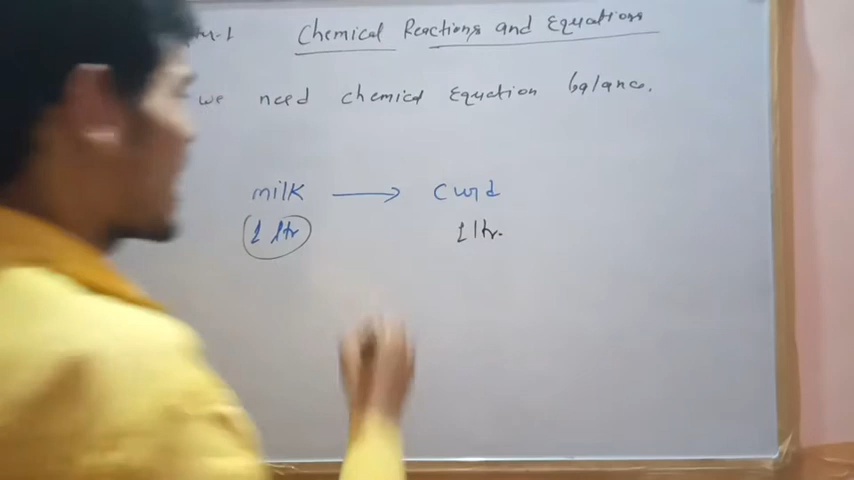 Chemical Reactions and Equations
we need chemical Equation balance.
milk → curd
1 ltr 1 ltr.